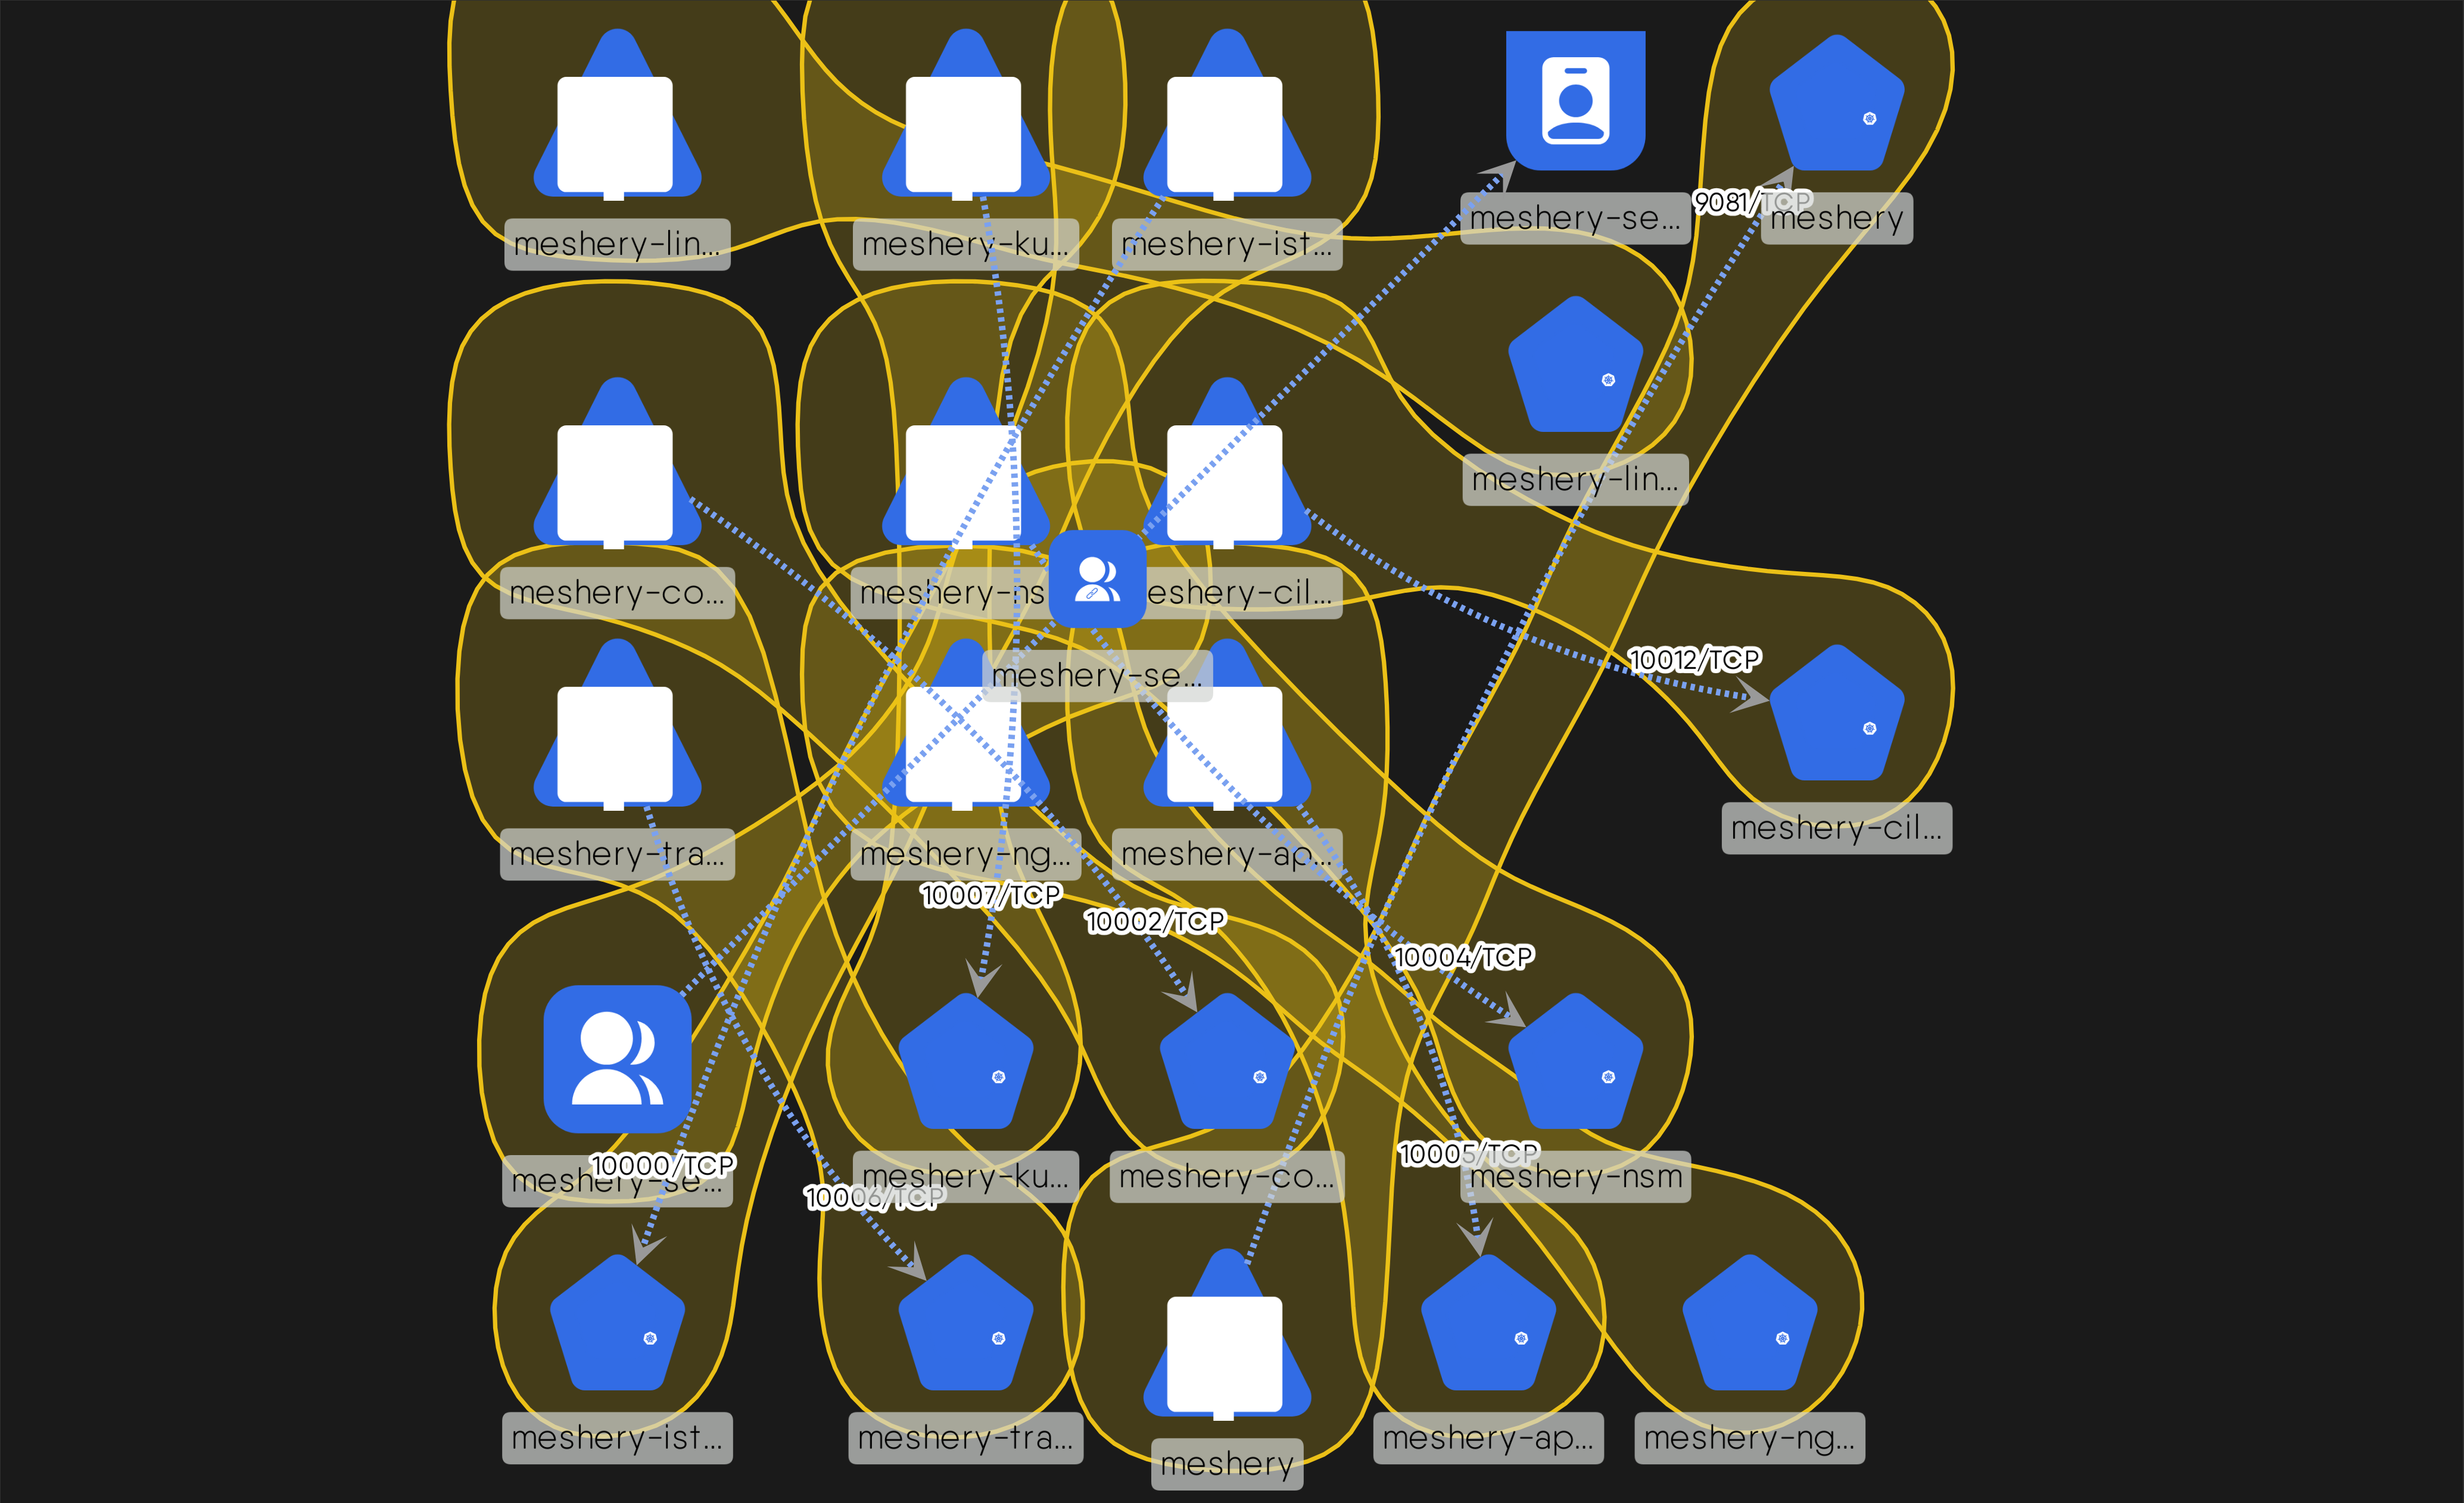 meshery-lin...
meshery-ku...
meshery-ist...
meshery-se...
9081/TCP
meshery
meshery-lin...
meshery-co...
meshery-ns
eshery-cil...
meshery-se...
10012/TCP
meshery-cil...
meshery-tra...
meshery-ng...
meshery-ap...
10007/TCP
10002/TCP
10004/TCP
meshery-se...
10000/TCP
10006/TCP
meshery-ku...
meshery-co...
10005/TCP
meshery-nsm
meshery-ist...
meshery-tra...
meshery
meshery-ap...
meshery-ng...